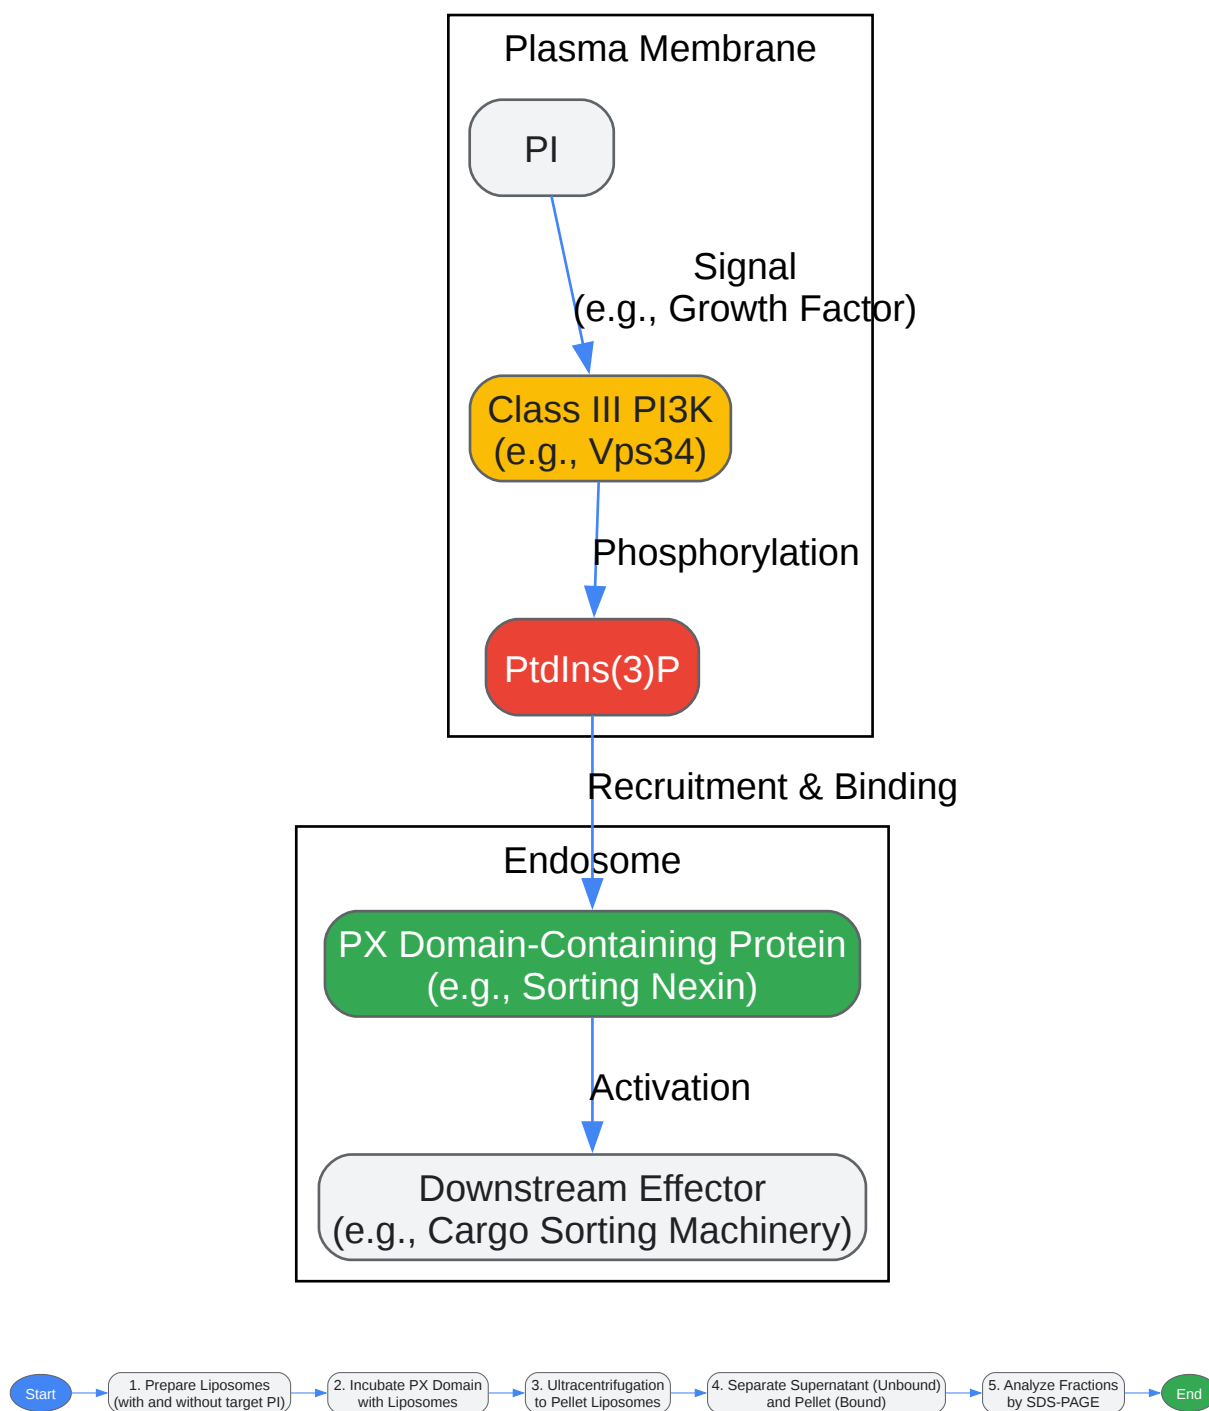 Plasma Membrane
PI
Signal
(e.g., Growth Factor)
Class III PI3K
(e.g., Vps34)
Phosphorylation
PtdIns(3)P
Recruitment & Binding
Endosome
PX Domain-Containing Protein
(e.g., Sorting Nexin)
Activation
Downstream Effector
(e.g., Cargo Sorting Machinery)
Start
1. Prepare Liposomes
(with and without target PI)
2. Incubate PX Domain
with Liposomes
3. Ultracentrifugation
to Pellet Liposomes
4. Separate Supernatant (Unbound)
and Pellet (Bound)
5. Analyze Fractions
by SDS-PAGE
End